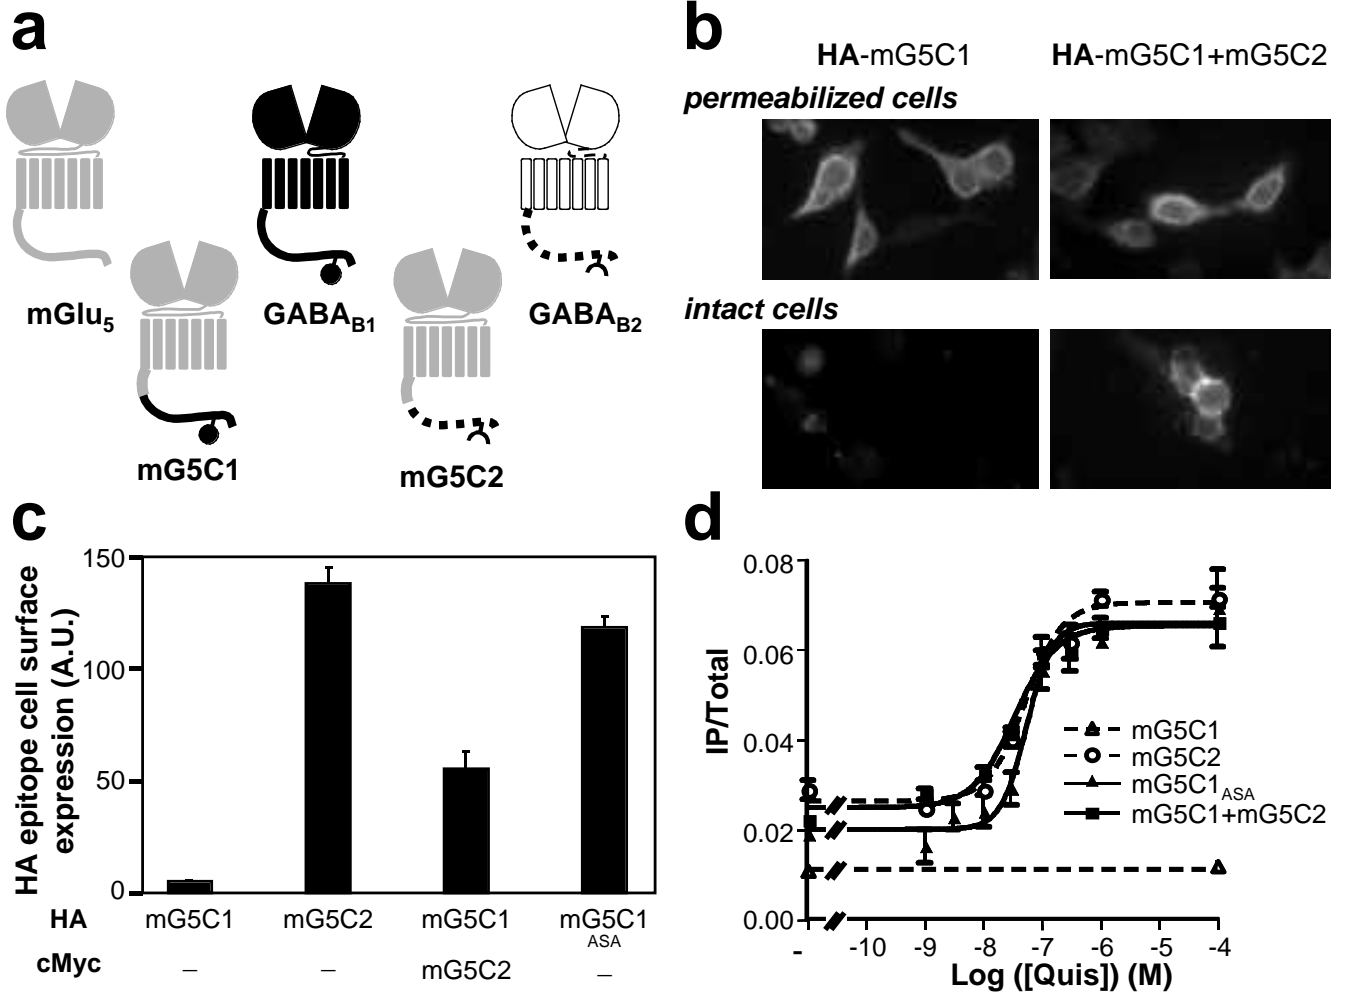 a
mGlu5
GABAB1
GABAB2
mG5C1
mG5C2
b
HA-mG5C1
HA-mG5C1+mG5C2
permeabilized cells
intact cells
c
HA epitope cell surface
expression (A.U.)
150
100
50
0
HA mG5C1 mG5C2 mG5C1 mG5C1
ASA
cMyc – – mG5C2 –
d
IP/Total
0.08
0.06
0.04
0.02
0.00
mG5C1
mG5C2
mG5C1ASA
mG5C1+mG5C2
- -10 -9 -8 -7 -6 -5 -4
Log ([Quis]) (M)